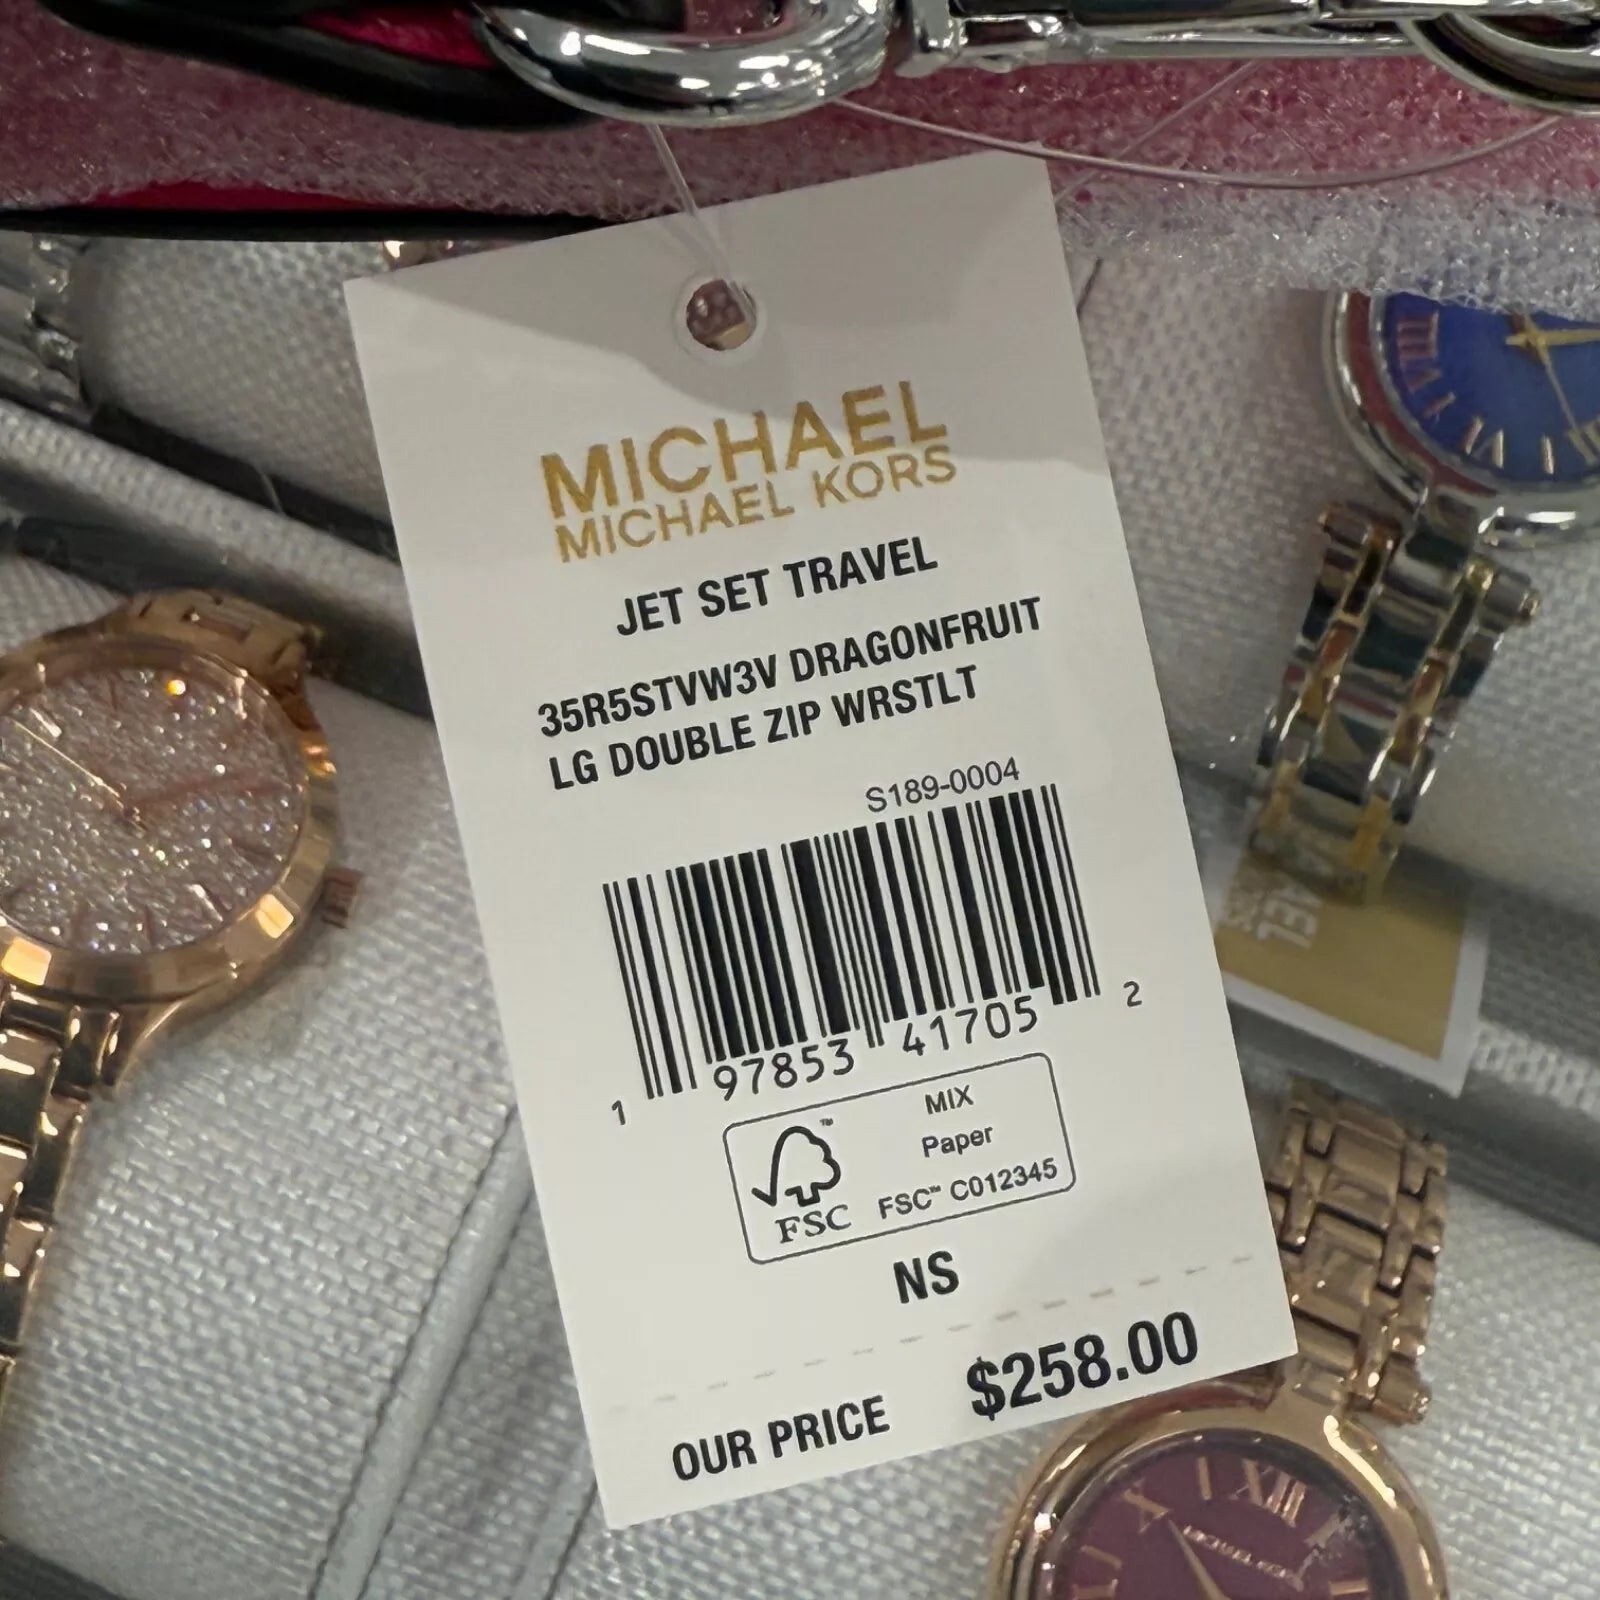 MICHAEL
MICHAEL KORS
JET SET TRAVEL
35R5STVW3V DRAGONFRUIT
LG DOUBLE ZIP WRSTLT
S189-0004
1 97853 41705 2
FSC
MIX
Paper
FSC™ C012345
NS
OUR PRICE $258.00